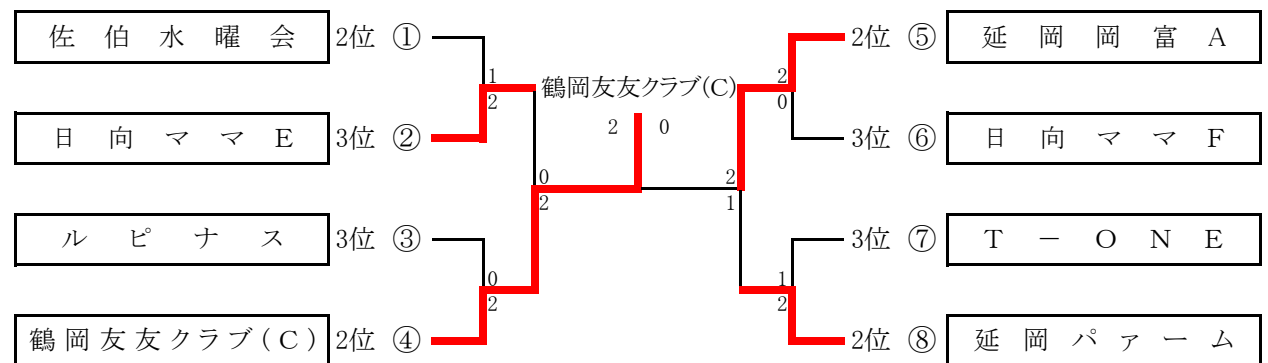 佐伯水曜会 2位 ① 2位 ⑤ 延岡岡富A
1 鶴岡友友クラブ(C) 2
2 0
2 0
日向ママE 3位 ② 3位 ⑥ 日向ママF
0 2
2 1
ルピナス 3位 ③ 3位 ⑦ T－ONE
0 1
2 2
鶴岡友友クラブ(C) 2位 ④ 2位 ⑧ 延岡パァーム